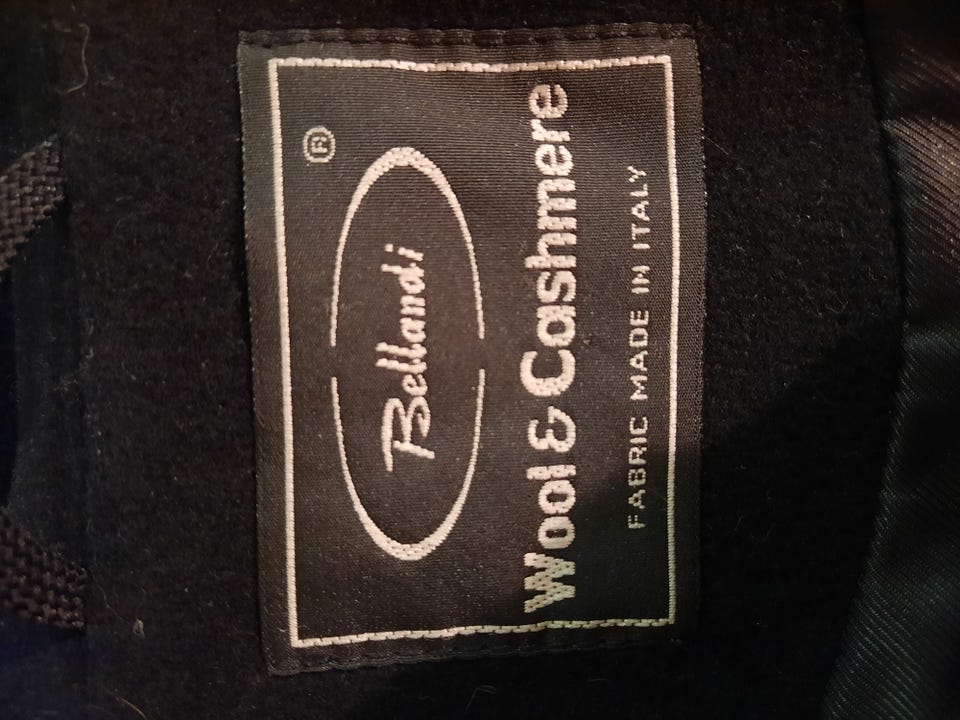 ®
Bellandi
Wool & Cashmere
FABRIC MADE IN ITALY